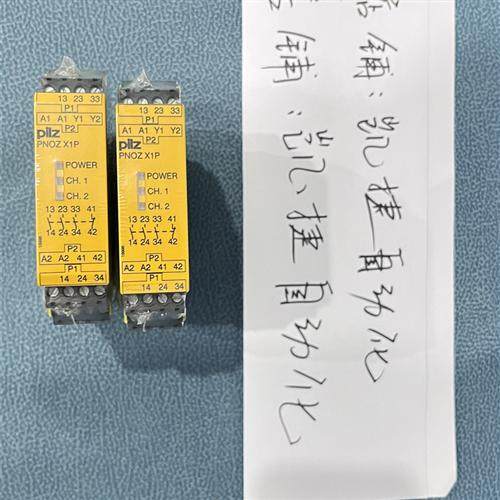 13 23 33
P1
A1 A1 Y1 Y2
P2
pilz
PNOZ X1P
POWER
CH. 1
CH. 2
13 23 33 41
14 24 34 42
P2
A2 A2 41 42
P1
14 24 34
13 23 33
P1
A1 A1 Y1 Y2
P2
pilz
PNOZ X1P
POWER
CH. 1
CH. 2
13 23 33 41
14 24 34 42
P2
A2 A2 41 42
P1
14 24 34
店铺:凯捷自动化
店铺:凯捷自动化